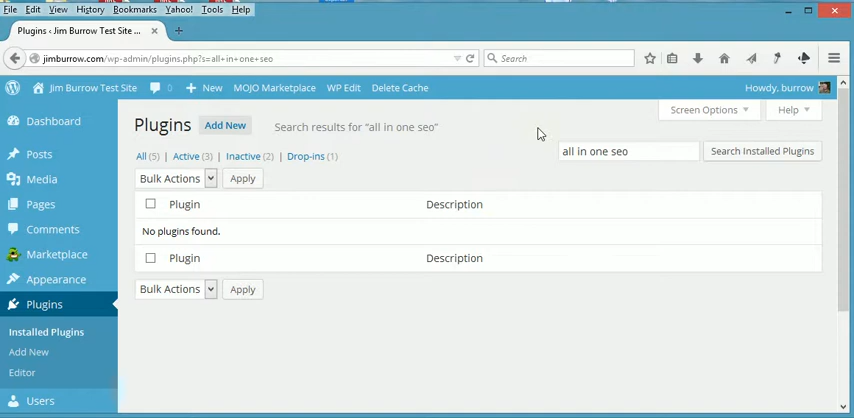 File Edit View History Bookmarks Yahoo! Tools Help
Plugins ‹ Jim Burrow Test Site ...
jimburrow.com/wp-admin/plugins.php?s=all+in+one+seo
Search
Jim Burrow Test Site 0 + New MOJO Marketplace WP Edit Delete Cache Howdy, burrow
Screen Options Help
Dashboard
Posts
Media
Pages
Comments
Marketplace
Appearance
Plugins
Installed Plugins
Add New
Editor
Users
Plugins Add New Search results for “all in one seo”
All (5) | Active (3) | Inactive (2) | Drop-ins (1)
all in one seo Search Installed Plugins
Bulk Actions Apply
Plugin Description
No plugins found.
Plugin Description
Bulk Actions Apply